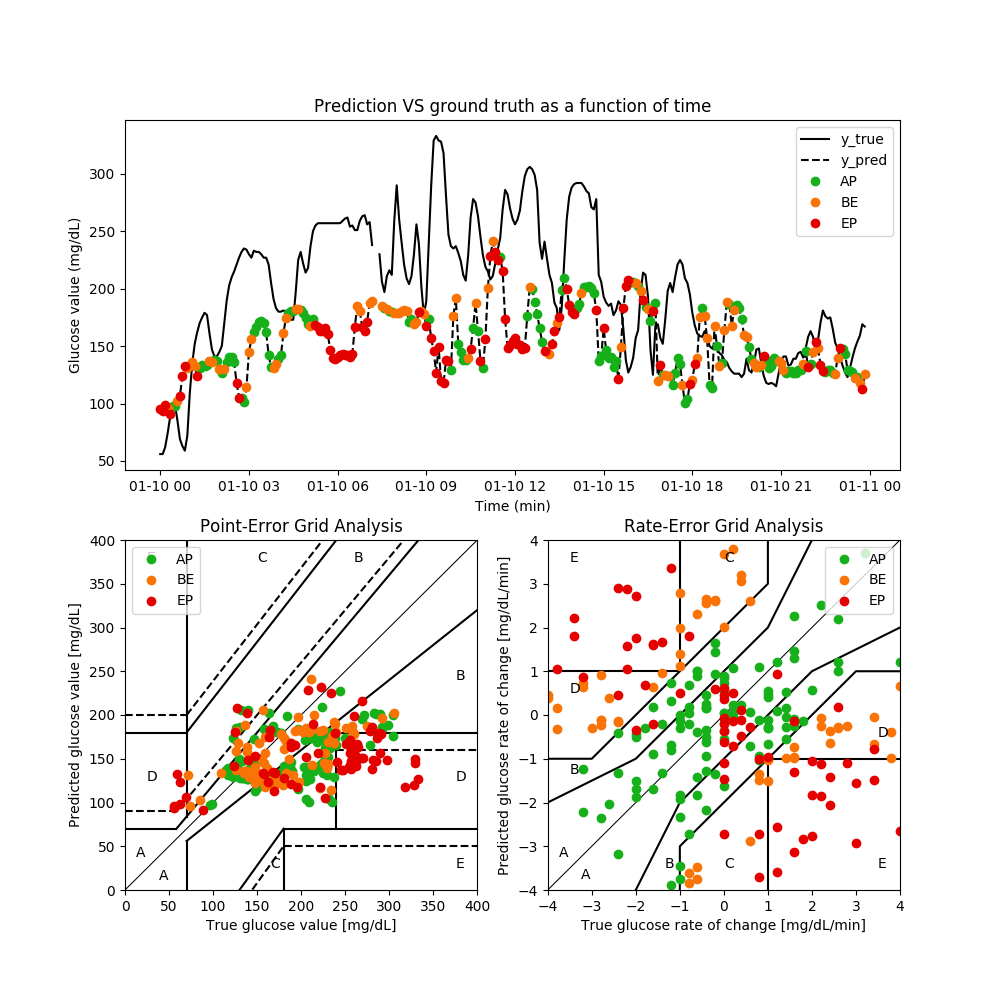 Prediction VS ground truth as a function of time
Glucose value (mg/dL)
300
250
200
150
100
50
y_true
y_pred
AP
BE
EP
01-10 00 01-10 03 01-10 06 01-10 09 01-10 12 01-10 15 01-10 18 01-10 21 01-11 00
Time (min)
Point-Error Grid Analysis
Predicted glucose value [mg/dL]
400
350
300
250
200
150
100
50
0
AP
BE
EP
E
C
B
B
D
D
A
A
C
E
0 50 100 150 200 250 300 350 400
True glucose value [mg/dL]
Rate-Error Grid Analysis
Predicted glucose rate of change [mg/dL/min]
4
3
2
1
0
−1
−2
−3
−4
AP
BE
EP
E
C
D
D
B
A
A
B
C
E
−4 −3 −2 −1 0 1 2 3 4
True glucose rate of change [mg/dL/min]